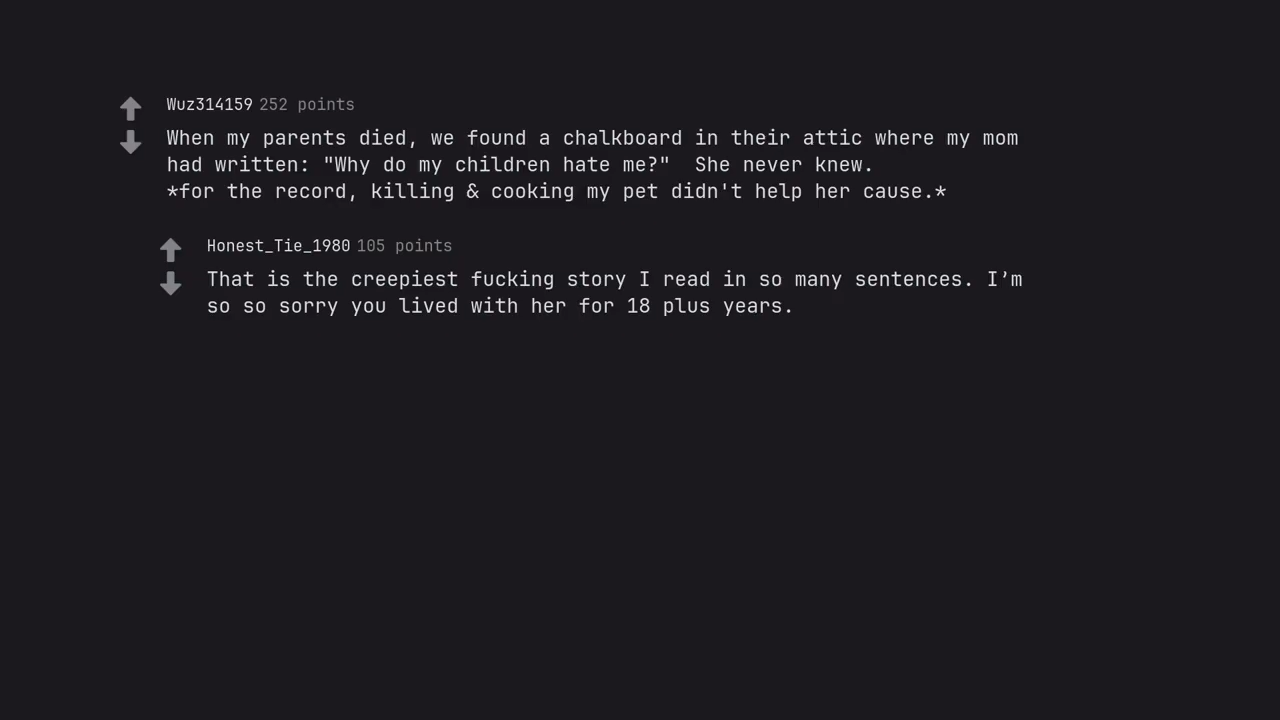 Wuz314159 252 points
When my parents died, we found a chalkboard in their attic where my mom
had written: "Why do my children hate me?"  She never knew.
*for the record, killing & cooking my pet didn't help her cause.*
Honest_Tie_1980 105 points
That is the creepiest fucking story I read in so many sentences. I’m
so so sorry you lived with her for 18 plus years.